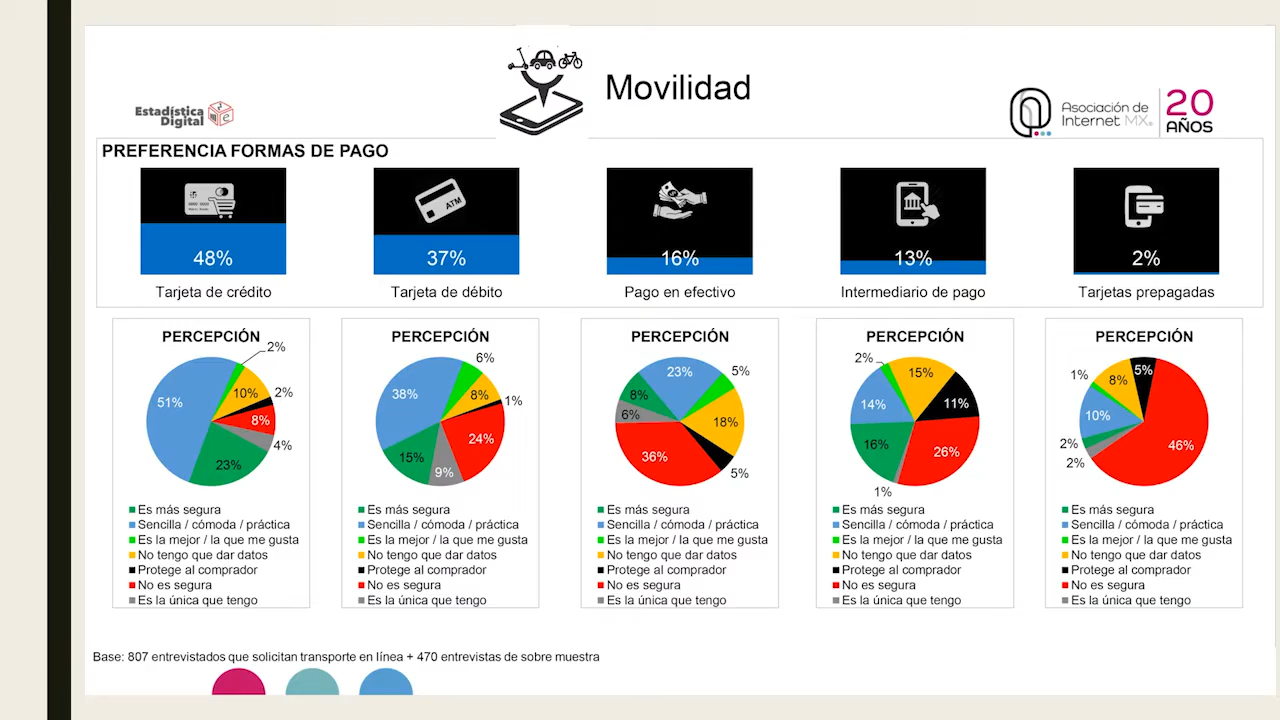 Movilidad
Estadística
Digital
Asociación de
Internet MX®
20
AÑOS
PREFERENCIA FORMAS DE PAGO
ATM
48%
37%
16%
13%
2%
Tarjeta de crédito
Tarjeta de débito
Pago en efectivo
Intermediario de pago
Tarjetas prepagadas
PERCEPCIÓN
2%
10%
2%
8%
4%
23%
51%
Es más segura
Sencilla / cómoda / práctica
Es la mejor / la que me gusta
No tengo que dar datos
Protege al comprador
No es segura
Es la única que tengo
PERCEPCIÓN
6%
8%
1%
24%
9%
15%
38%
Es más segura
Sencilla / cómoda / práctica
Es la mejor / la que me gusta
No tengo que dar datos
Protege al comprador
No es segura
Es la única que tengo
PERCEPCIÓN
23%
5%
18%
5%
36%
6%
8%
Es más segura
Sencilla / cómoda / práctica
Es la mejor / la que me gusta
No tengo que dar datos
Protege al comprador
No es segura
Es la única que tengo
PERCEPCIÓN
2%
15%
11%
26%
1%
16%
14%
Es más segura
Sencilla / cómoda / práctica
Es la mejor / la que me gusta
No tengo que dar datos
Protege al comprador
No es segura
Es la única que tengo
PERCEPCIÓN
1%
8%
5%
46%
2%
2%
10%
Es más segura
Sencilla / cómoda / práctica
Es la mejor / la que me gusta
No tengo que dar datos
Protege al comprador
No es segura
Es la única que tengo
Base: 807 entrevistados que solicitan transporte en línea + 470 entrevistas de sobre muestra